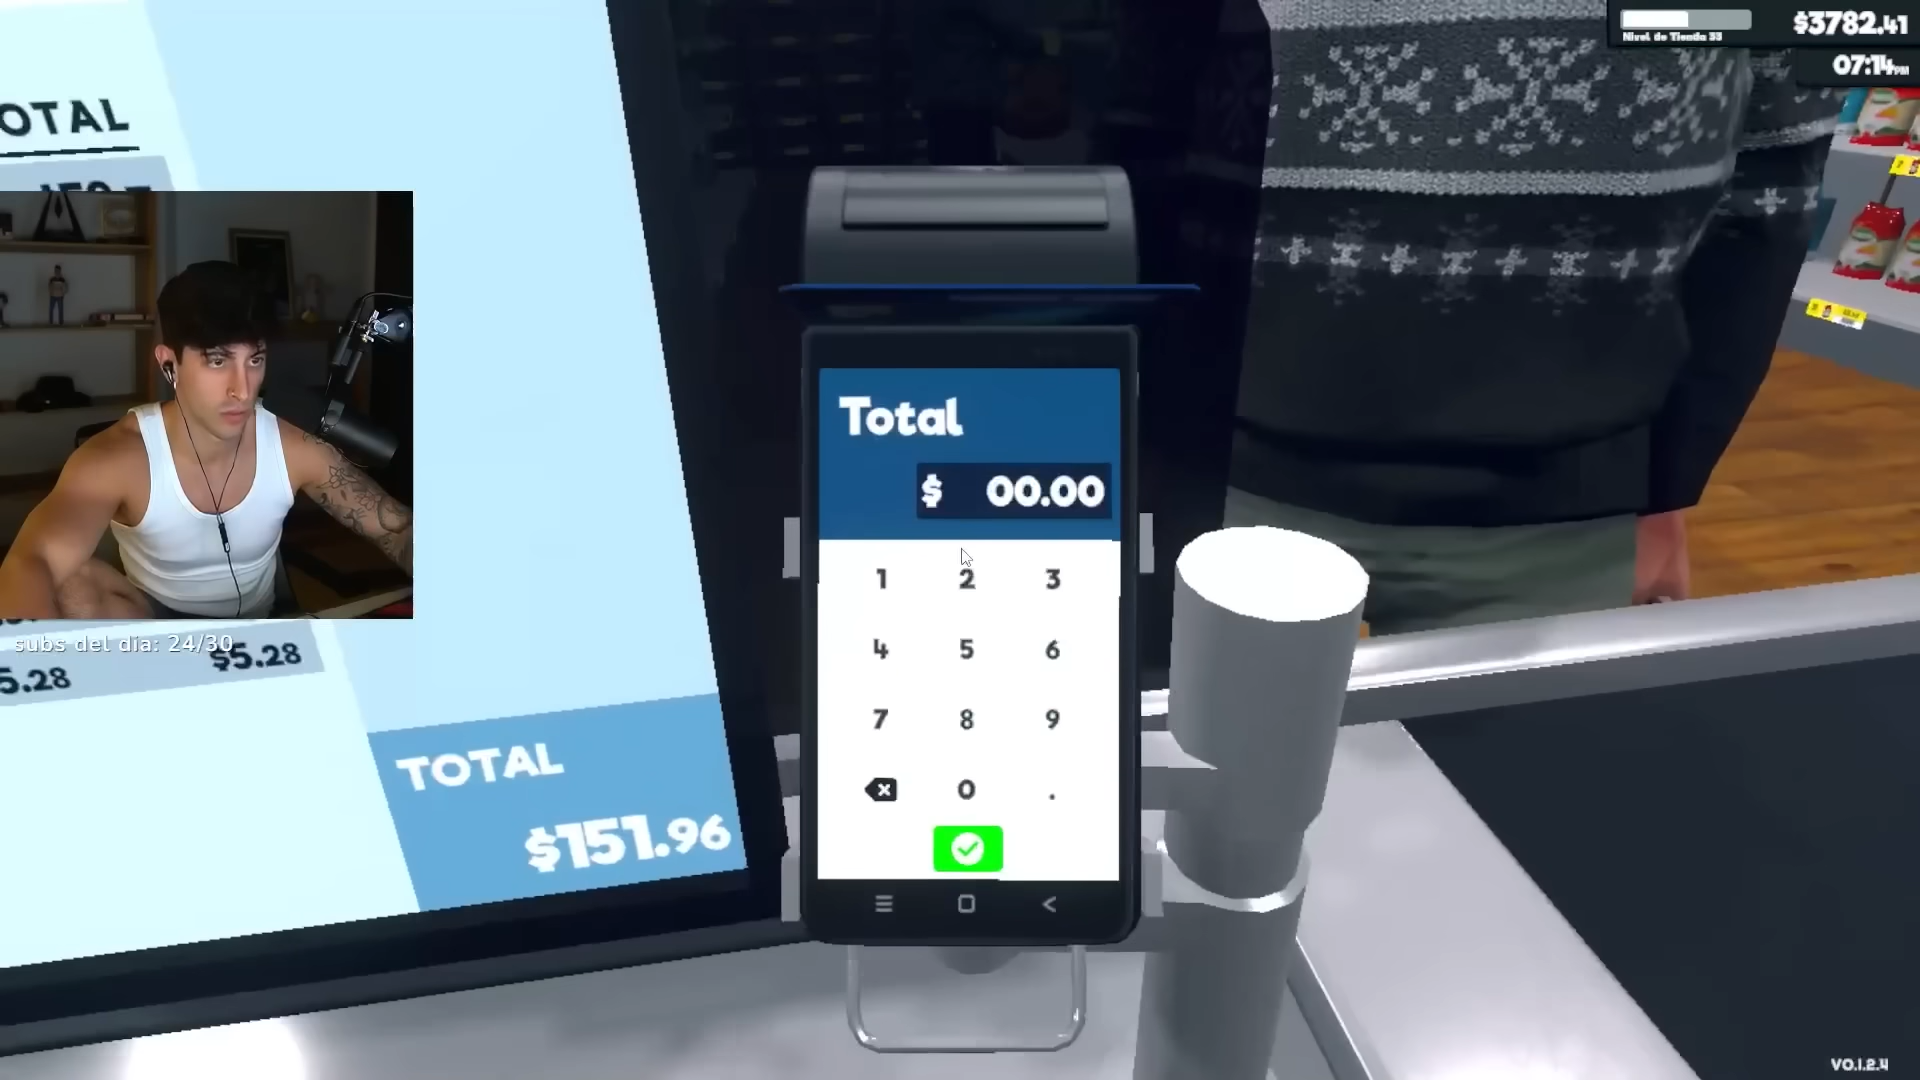 $3782.41
Nivel de Tienda 33
07:14PM
OTAL
Total
$ 00.00
1 2 3
4 5 6
7 8 9
0 .
subs del dia: 24/30
5.28 $5.28
TOTAL
$151.96
V0.1.2.4